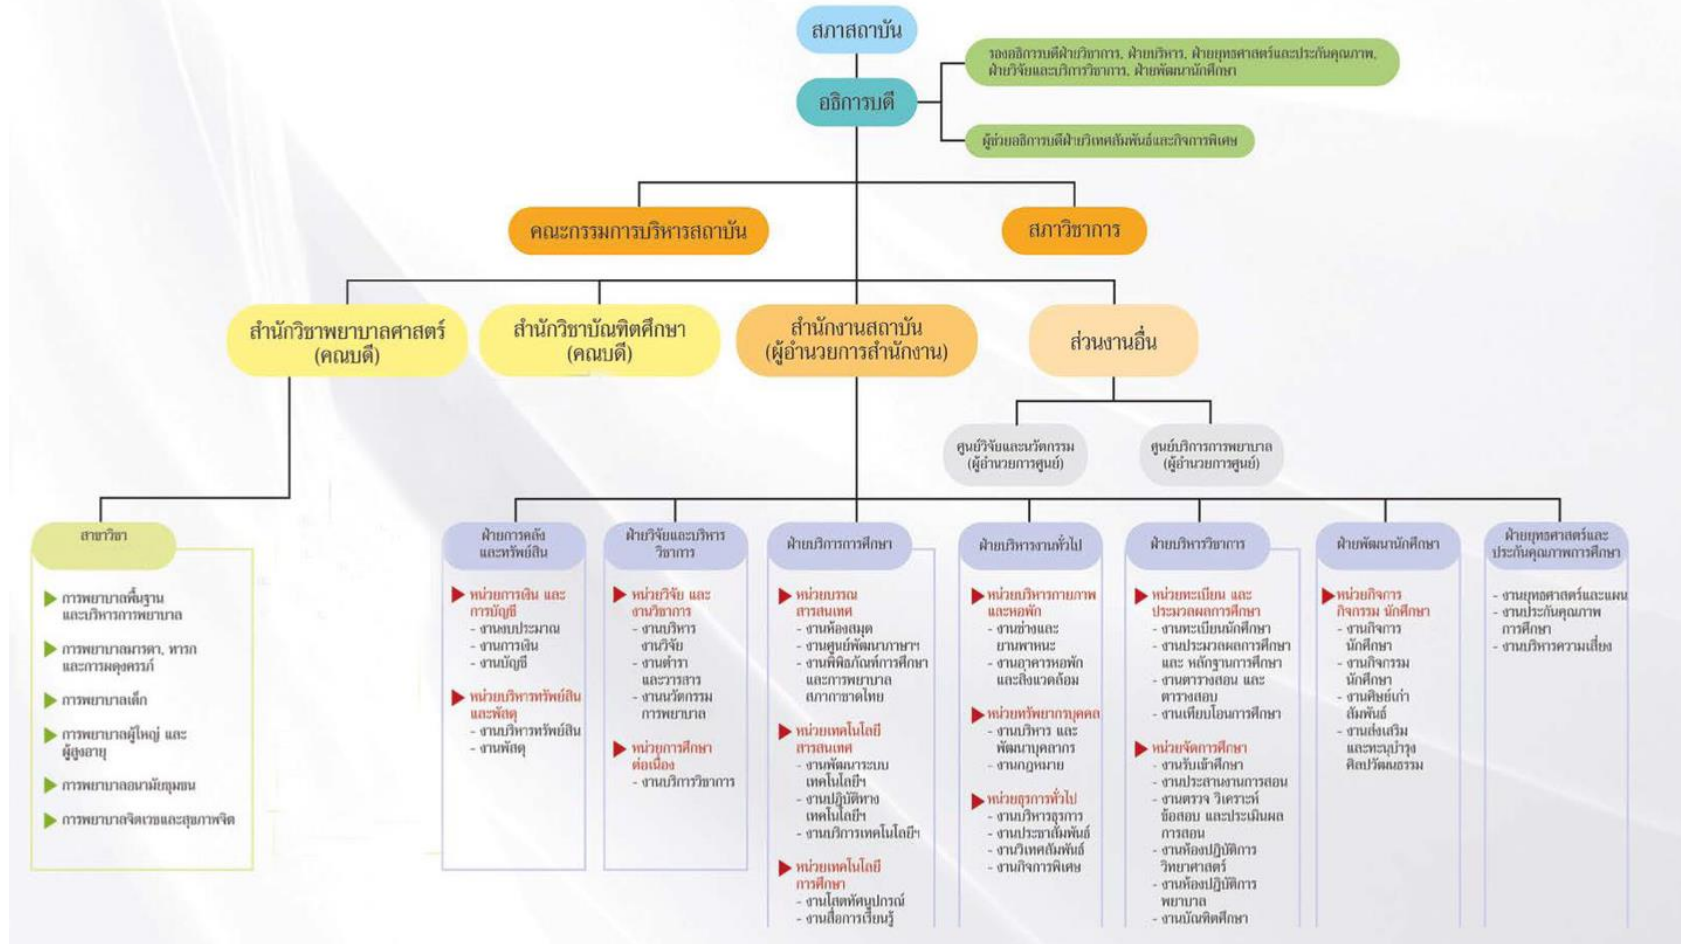 สภาสถาบัน
รองอธิการบดีฝ่ายวิชาการ, ฝ่ายบริหาร, ฝ่ายยุทธศาสตร์และประกันคุณภาพ,
ฝ่ายวิจัยและบริการวิชาการ, ฝ่ายพัฒนานักศึกษา
อธิการบดี
ผู้ช่วยอธิการบดีฝ่ายวิเทศสัมพันธ์และกิจการพิเศษ
คณะกรรมการบริหารสถาบัน
สภาวิชาการ
สำนักวิชาพยาบาลศาสตร์
(คณบดี)
สำนักวิชาบัณฑิตศึกษา
(คณบดี)
สำนักงานสถาบัน
(ผู้อำนวยการสำนักงาน)
ส่วนงานอื่น
ศูนย์วิจัยและนวัตกรรม
(ผู้อำนวยการศูนย์)
ศูนย์บริการการพยาบาล
(ผู้อำนวยการศูนย์)
สาขาวิชา
การพยาบาลพื้นฐาน
และบริหารการพยาบาล
การพยาบาลมารดา, ทารก
และการผดุงครรภ์
การพยาบาลเด็ก
การพยาบาลผู้ใหญ่ และ
ผู้สูงอายุ
การพยาบาลอนามัยชุมชน
การพยาบาลจิตเวชและสุขภาพจิต
ฝ่ายการคลัง
และทรัพย์สิน
หน่วยการเงิน และ
การบัญชี
- งานงบประมาณ
- งานการเงิน
- งานบัญชี
หน่วยบริหารทรัพย์สิน
และพัสดุ
- งานบริหารทรัพย์สิน
- งานพัสดุ
ฝ่ายวิจัยและบริหาร
วิชาการ
หน่วยวิจัย และ
งานวิชาการ
- งานบริหาร
งานวิจัย
- งานตำรา
และวารสาร
- งานนวัตกรรม
การพยาบาล
หน่วยการศึกษา
ต่อเนื่อง
- งานบริการวิชาการ
ฝ่ายบริการการศึกษา
หน่วยบรรณ
สารสนเทศ
- งานห้องสมุด
- งานศูนย์พัฒนาภาษาฯ
- งานพิพิธภัณฑ์การศึกษา
และการพยาบาล
สภากาชาดไทย
หน่วยเทคโนโลยี
สารสนเทศ
- งานพัฒนาระบบ
เทคโนโลยีฯ
- งานปฏิบัติทาง
เทคโนโลยีฯ
- งานบริการเทคโนโลยีฯ
หน่วยเทคโนโลยี
การศึกษา
- งานโสตทัศนูปกรณ์
- งานสื่อการเรียนรู้
ฝ่ายบริหารงานทั่วไป
หน่วยบริหารกายภาพ
และหอพัก
- งานช่างและ
ยานพาหนะ
- งานอาคารหอพัก
และสิ่งแวดล้อม
หน่วยทรัพยากรบุคคล
- งานบริหาร และ
พัฒนาบุคลากร
- งานกฎหมาย
หน่วยธุรการทั่วไป
- งานบริหารธุรการ
- งานประชาสัมพันธ์
- งานวิเทศสัมพันธ์
- งานกิจการพิเศษ
ฝ่ายบริหารวิชาการ
หน่วยทะเบียน และ
ประมวลผลการศึกษา
- งานทะเบียนนักศึกษา
- งานประมวลผลการศึกษา
และ หลักฐานการศึกษา
- งานตารางสอน และ
ตารางสอบ
- งานเทียบโอนการศึกษา
หน่วยจัดการศึกษา
- งานรับเข้าศึกษา
- งานประสานงานการสอน
- งานตรวจ วิเคราะห์
ข้อสอบ และประเมินผล
การสอน
- งานห้องปฏิบัติการ
วิทยาศาสตร์
- งานห้องปฏิบัติการ
พยาบาล
- งานบัณฑิตศึกษา
ฝ่ายพัฒนานักศึกษา
หน่วยกิจการ
กิจกรรม นักศึกษา
- งานกิจการ
นักศึกษา
- งานกิจกรรม
นักศึกษา
- งานศิษย์เก่า
สัมพันธ์
- งานส่งเสริม
และทะนุบำรุง
ศิลปวัฒนธรรม
ฝ่ายยุทธศาสตร์และ
ประกันคุณภาพการศึกษา
- งานยุทธศาสตร์และแผน
- งานประกันคุณภาพ
การศึกษา
- งานบริหารความเสี่ยง